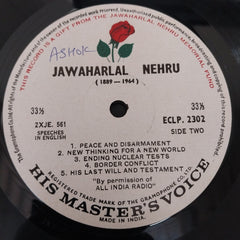 THIS RECORD IS A GIFT FROM THE JAWAHARLAL NEHRU MEMORIAL FUND
ASHOK
JAWAHARLAL NEHRU
(1889-1964)
33⅓
33⅓
2XJE. 561
ECLP. 2302
SPEECHES
IN ENGLISH
SIDE TWO
1. PEACE AND DISARMAMENT
2. NEW THINKING FOR A NEW WORLD
3. ENDING NUCLEAR TESTS
4. BORDER CONFLICT
5. HIS LAST WILL AND TESTAMENT
"By permission of
ALL INDIA RADIO"
HIS MASTER'S VOICE
REGISTERED TRADE MARK OF THE GRAMOPHONE CO. LTD.
MADE IN INDIA.